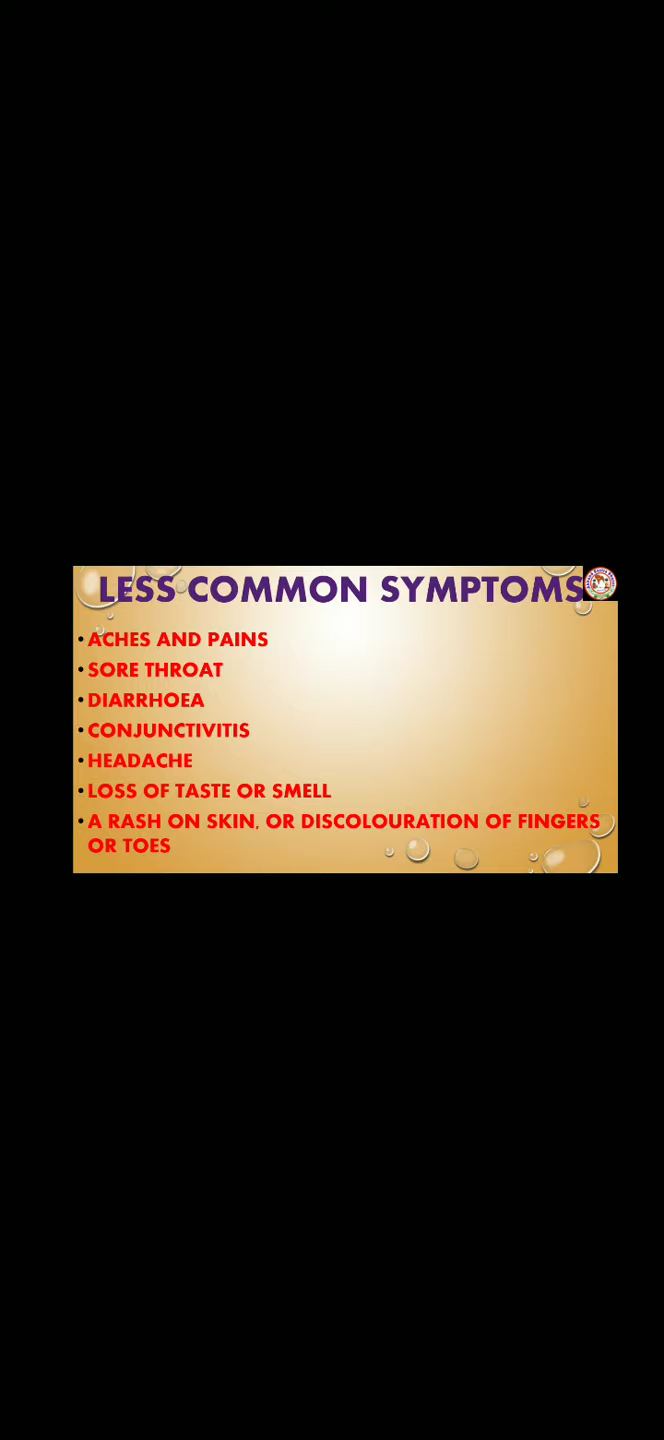 LESS COMMON SYMPTOMS
• ACHES AND PAINS
• SORE THROAT
• DIARRHOEA
• CONJUNCTIVITIS
• HEADACHE
• LOSS OF TASTE OR SMELL
• A RASH ON SKIN, OR DISCOLOURATION OF FINGERS
OR TOES